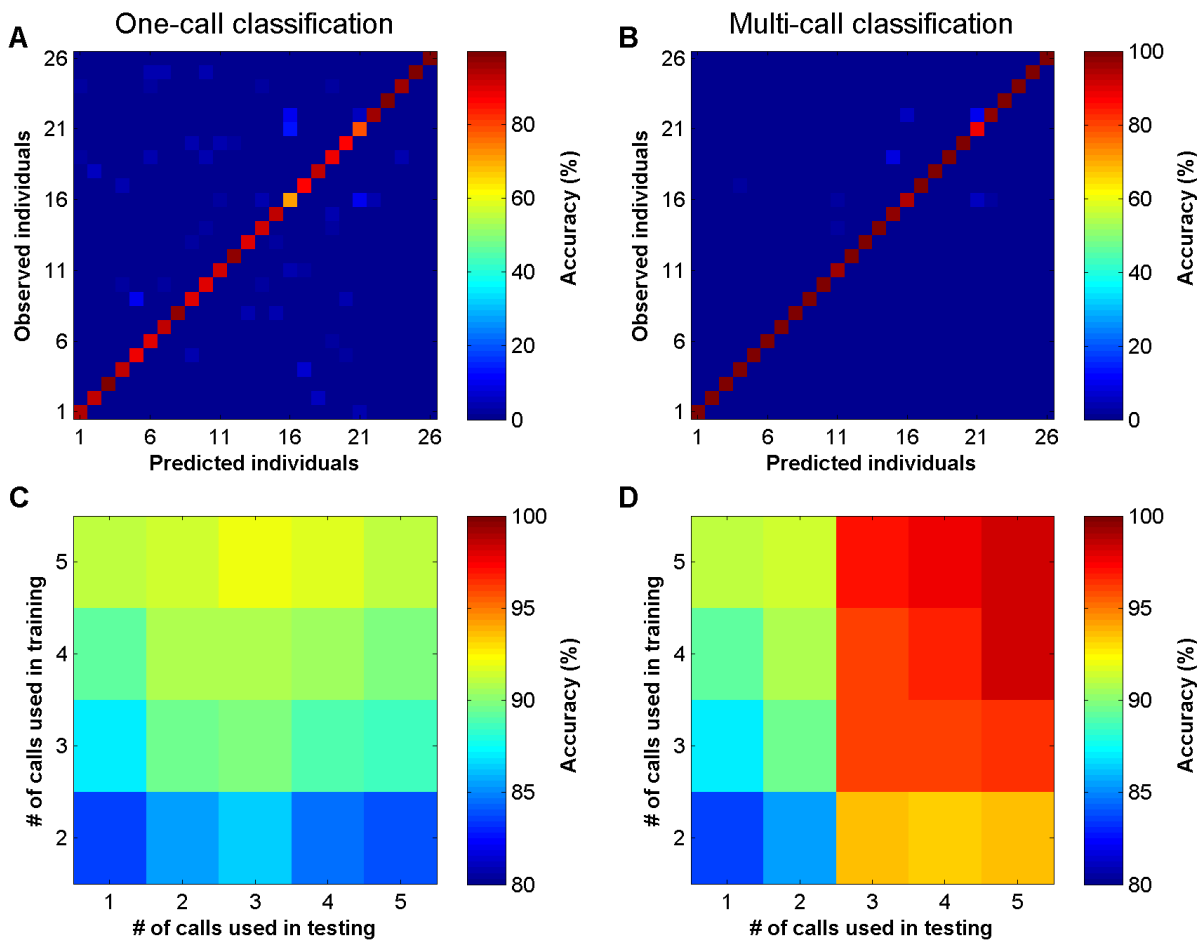 One-call classification
Multi-call classification
A
B
26
21
16
11
6
1
Observed individuals
1 6 11 16 21 26
Predicted individuals
80
60
40
20
0
Accuracy (%)
26
21
16
11
6
1
Observed individuals
1 6 11 16 21 26
Predicted individuals
100
90
80
70
60
50
40
30
20
10
0
Accuracy (%)
C
D
5
4
3
2
# of calls used in training
1 2 3 4 5
# of calls used in testing
100
95
90
85
80
Accuracy (%)
5
4
3
2
# of calls used in training
1 2 3 4 5
# of calls used in testing
100
95
90
85
80
Accuracy (%)